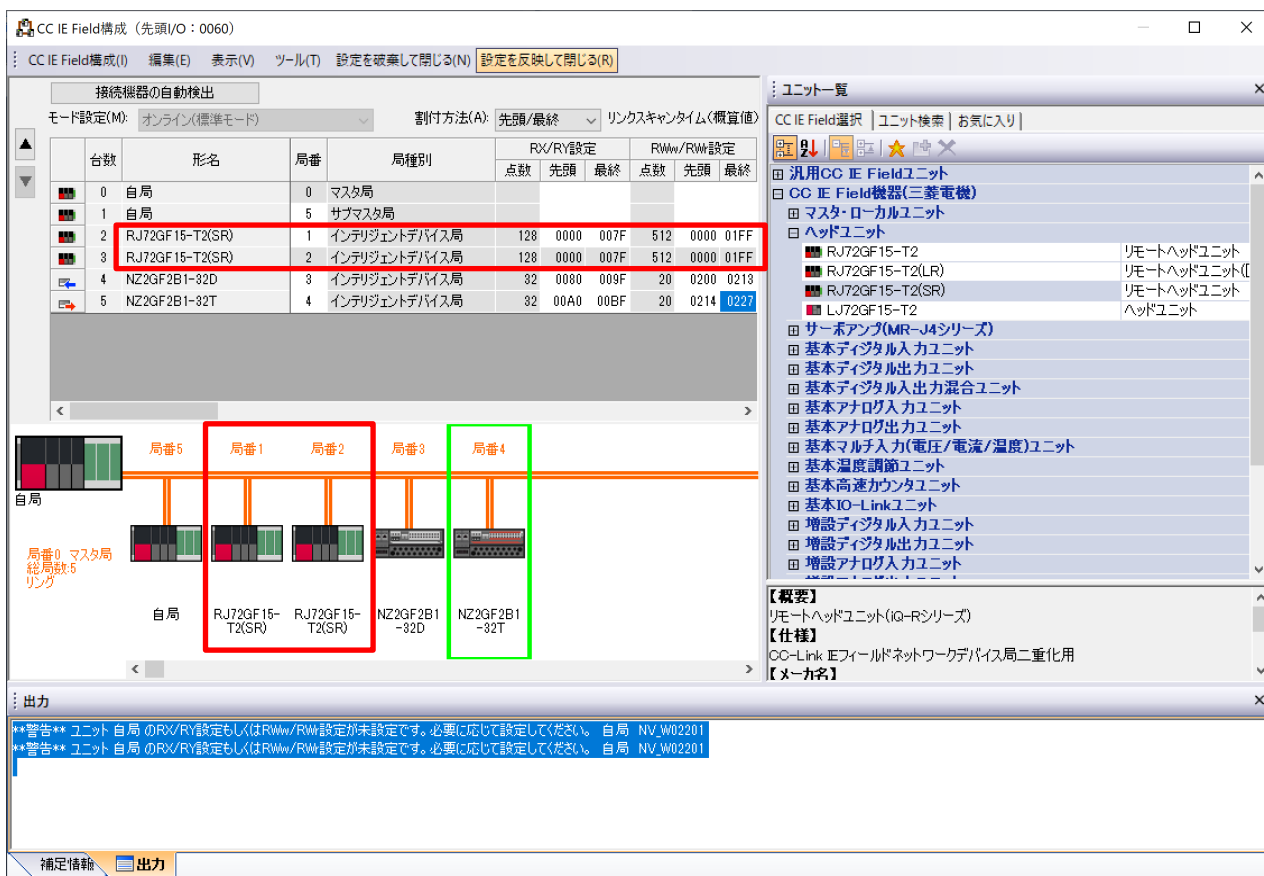 CC IE Field構成（先頭I/O：0060）
CC IE Field構成(I) 編集(E) 表示(V) ツール(T) 設定を破棄して閉じる(N) 設定を反映して閉じる(R)
接続機器の自動検出
モード設定(M): オンライン(標準モード) 割付方法(A): 先頭/最終 リンクスキャンタイム(概算値)
台数 形名 局番 局種別 RX/RY設定 RWw/RWr設定
点数 先頭 最終 点数 先頭 最終
0 自局 0 マスタ局
1 自局 5 サブマスタ局
2 RJ72GF15-T2(SR) 1 インテリジェントデバイス局 128 0000 007F 512 0000 01FF
3 RJ72GF15-T2(SR) 2 インテリジェントデバイス局 128 0000 007F 512 0000 01FF
4 NZ2GF2B1-32D 3 インテリジェントデバイス局 32 0080 009F 20 0200 0213
5 NZ2GF2B1-32T 4 インテリジェントデバイス局 32 00A0 00BF 20 0214 0227
局番5 局番1 局番2 局番3 局番4
自局
局番0 マスタ局
総局数:5
リング
自局 RJ72GF15-T2(SR) RJ72GF15-T2(SR) NZ2GF2B1-32D NZ2GF2B1-32T
ユニット一覧
CC IE Field選択 ユニット検索 お気に入り
汎用CC IE Fieldユニット
CC IE Field機器(三菱電機)
マスタ・ローカルユニット
ヘッドユニット
RJ72GF15-T2 リモートヘッドユニット
RJ72GF15-T2(LR) リモートヘッドユニット([
RJ72GF15-T2(SR) リモートヘッドユニット
LJ72GF15-T2 ヘッドユニット
サーボアンプ(MR-J4シリーズ)
基本ディジタル入力ユニット
基本ディジタル出力ユニット
基本ディジタル入出力混合ユニット
基本アナログ入力ユニット
基本アナログ出力ユニット
基本マルチ入力(電圧/電流/温度)ユニット
基本温度調節ユニット
基本高速カウンタユニット
基本IO-Linkユニット
増設ディジタル入力ユニット
増設ディジタル出力ユニット
増設アナログ入力ユニット
【概要】
リモートヘッドユニット(iQ-Rシリーズ)
【仕様】
CC-Link IEフィールドネットワークデバイス局二重化用
【メーカ名】
出力
**警告** ユニット 自局 のRX/RY設定もしくはRWw/RWr設定が未設定です。必要に応じて設定してください。 自局 NV_W02201
**警告** ユニット 自局 のRX/RY設定もしくはRWw/RWr設定が未設定です。必要に応じて設定してください。 自局 NV_W02201
補足情報 出力